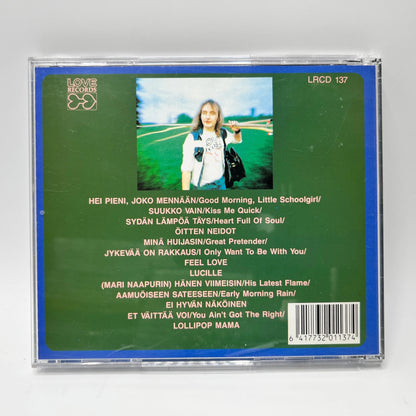 LOVE
RECORDS
LRCD 137
HEI PIENI, JOKO MENNÄÄN/Good Morning, Little Schoolgirl/
SUUKKO VAIN/Kiss Me Quick/
SYDÄN LÄMPÖÄ TÄYS/Heart Full Of Soul/
ÖITTEN NEIDOT
MINÄ HUIJASIN/Great Pretender/
JYKEVÄÄ ON RAKKAUS/I Only Want To Be With You/
FEEL LOVE
LUCILLE
(MARI NAAPURIN) HÄNEN VIIMEISIN/His Latest Flame/
AAMUÖISEEN SATEESEEN/Early Morning Rain/
EI HYVÄN NÄKÖINEN
ET VÄITTÄÄ VOI/You Ain't Got The Right/
LOLLIPOP MAMA
6 417732 011374